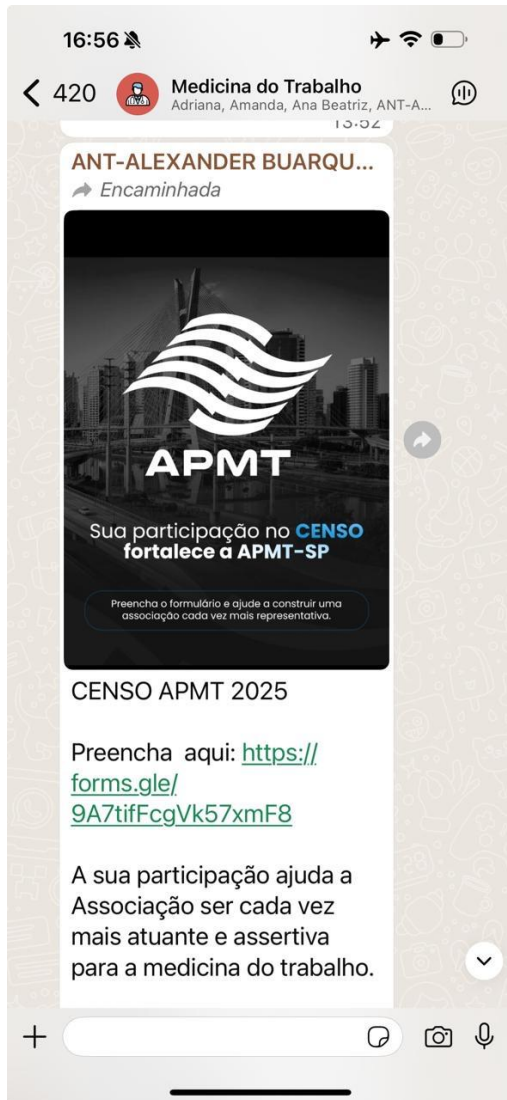 16:56
420
Medicina do Trabalho
Adriana, Amanda, Ana Beatriz, ANT-A...
13:52
ANT-ALEXANDER BUARQU...
Encaminhada
APMT
Sua participação no CENSO
fortalece a APMT-SP
Preencha o formulário e ajude a construir uma
associação cada vez mais representativa.
CENSO APMT 2025
Preencha  aqui: https://
forms.gle/
9A7tifFcgVk57xmF8
A sua participação ajuda a
Associação ser cada vez
mais atuante e assertiva
para a medicina do trabalho.